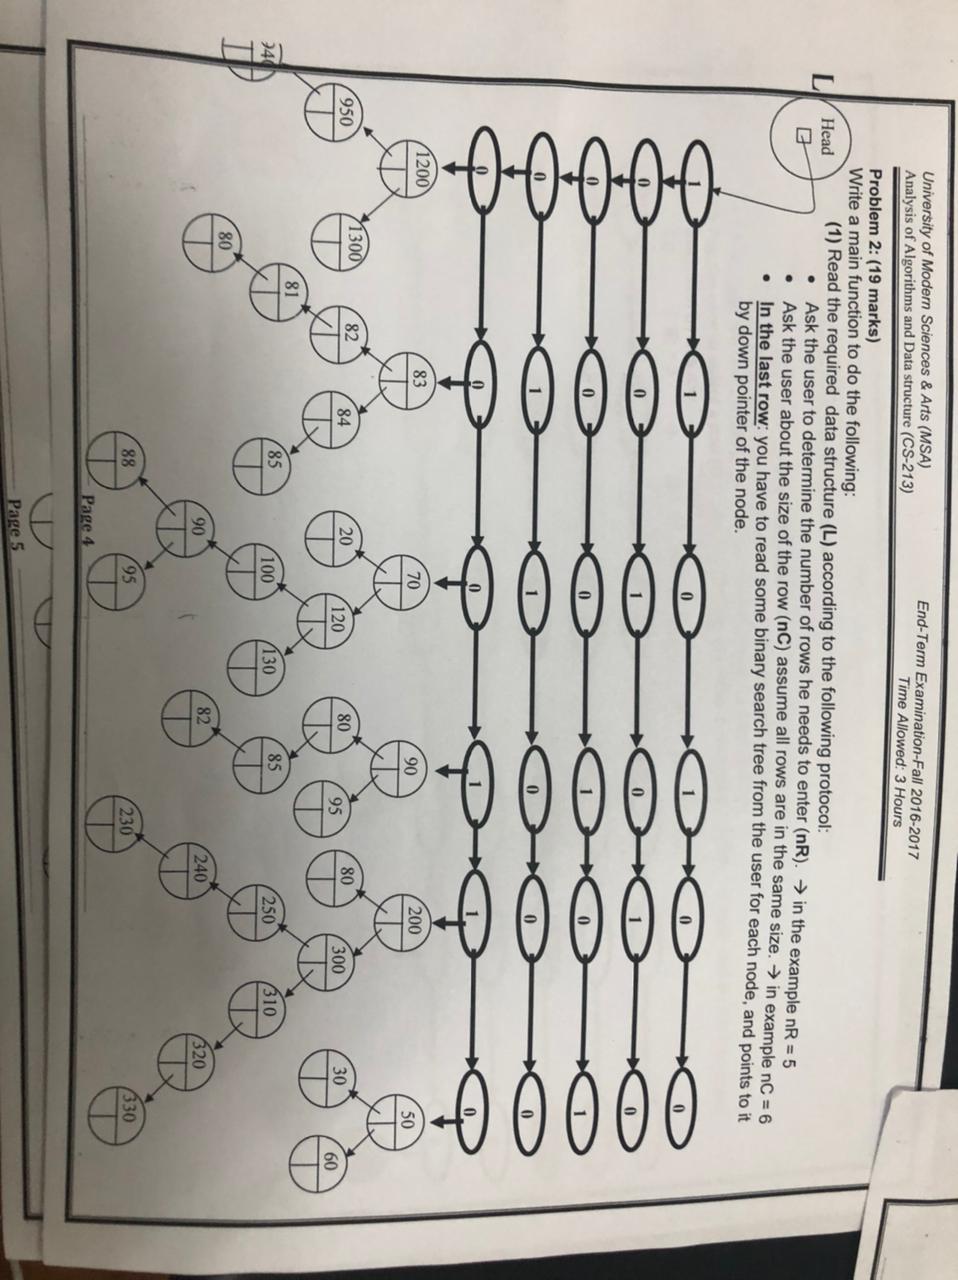 University of Modern Sciences & Arts (MSA)
Analysis of Algorithms and Data structure (CS-213)
End-Term Examination-Fall 2016-2017
Time Allowed: 3 Hours
Problem 2: (19 marks)
Write a main function to do the following:
(1) Read the required data structure (L) according to the following protocol:
• Ask the user to determine the number of rows he needs to enter (nR). → in the example nR = 5
• Ask the user about the size of the row (nC) assume all rows are in the same size. → in example nC = 6
• In the last row: you have to read some binary search tree from the user for each node, and points to it
by down pointer of the node.
L
Head
1 1 0 1 0 0
0 0 1 0 1 0
0 0 0 1 0 1
0 1 1 0 0 0
0 0 0 1 1 0
1200 83 70 90 200 50
950 1300 82 84 20 120 80 95 80 300 30 60
940 81 85 100 130 85 250 310
80 90 82 240 320
88 95 230 330
Page 4
Page 5